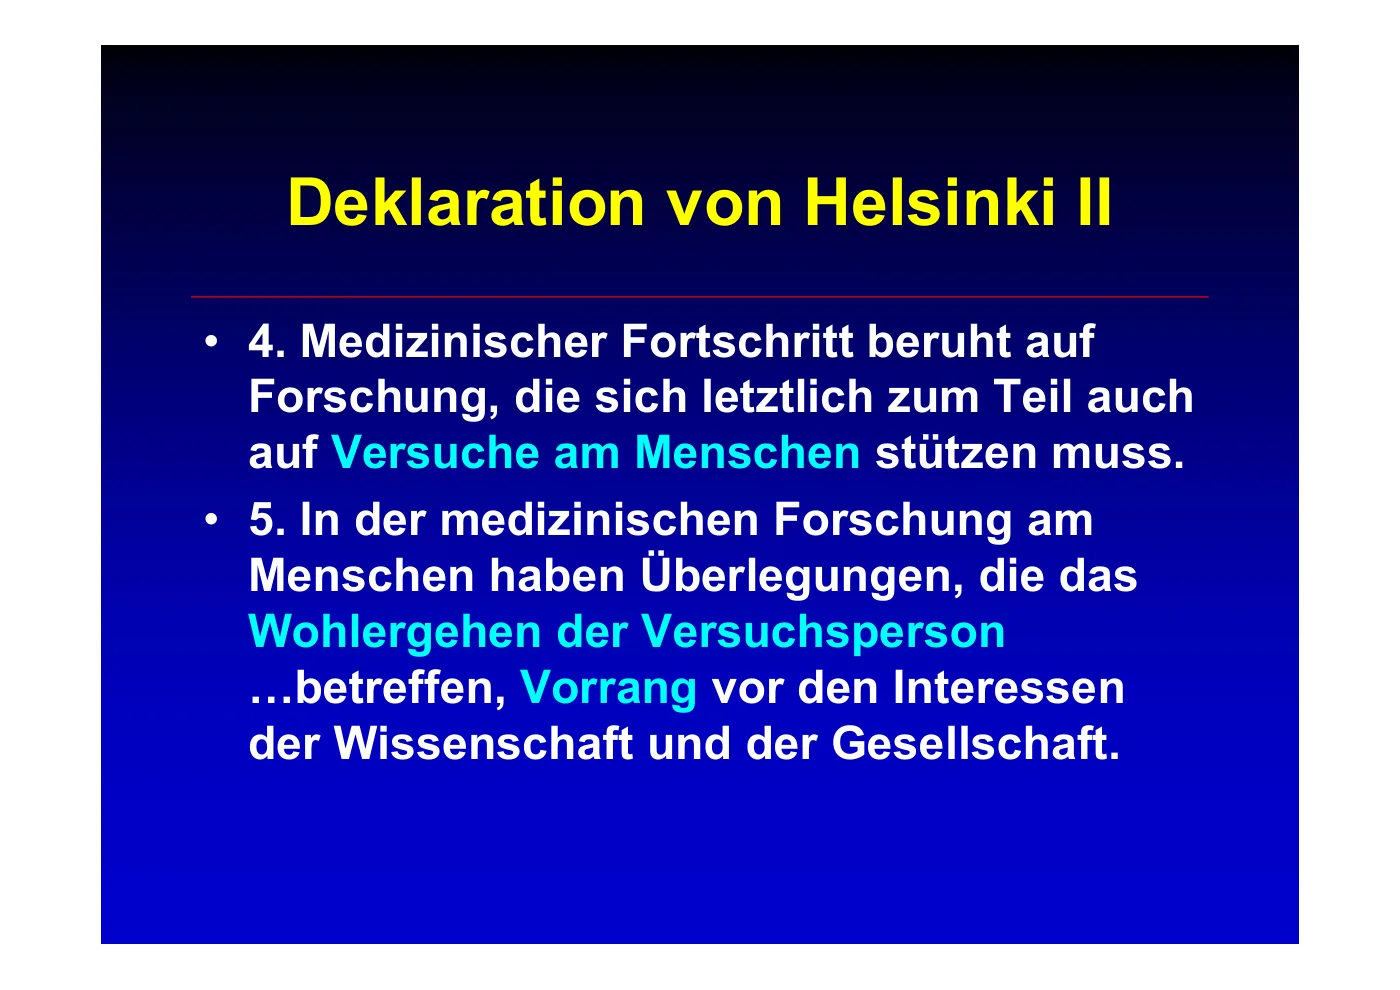 Deklaration von Helsinki II
• 4. Medizinischer Fortschritt beruht auf
Forschung, die sich letztlich zum Teil auch
auf Versuche am Menschen stützen muss.
• 5. In der medizinischen Forschung am
Menschen haben Überlegungen, die das
Wohlergehen der Versuchsperson
…betreffen, Vorrang vor den Interessen
der Wissenschaft und der Gesellschaft.